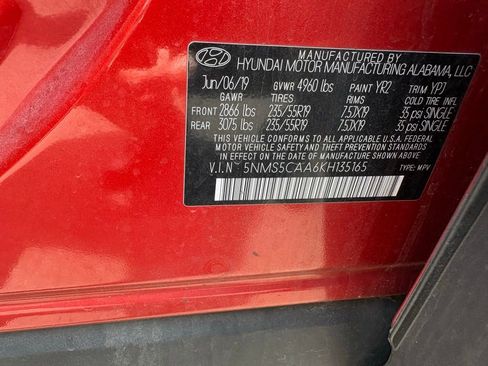 MANUFACTURED BY
HYUNDAI MOTOR MANUFACTURING ALABAMA, LLC
Jun/06/19 GVWR 4960 lbs PAINT YR2 TRIM YPJ
GAWR TIRES RIMS COLD TIRE INFL
FRONT 2866 lbs 235/55R19 7.5JX19 35 psi SINGLE
REAR 3075 lbs 235/55R19 7.5JX19 35 psi SINGLE
THIS VEHICLE CONFORMS TO ALL APPLICABLE U.S.A FEDERAL
MOTOR VEHICLE SAFETY AND THEFT PREVENTION STANDARDS
IN EFFECT ON THE DATE OF MANUFACTURE SHOWN ABOVE.
V.I.N 5NMS5CAA6KH135165 TYPE: MPV